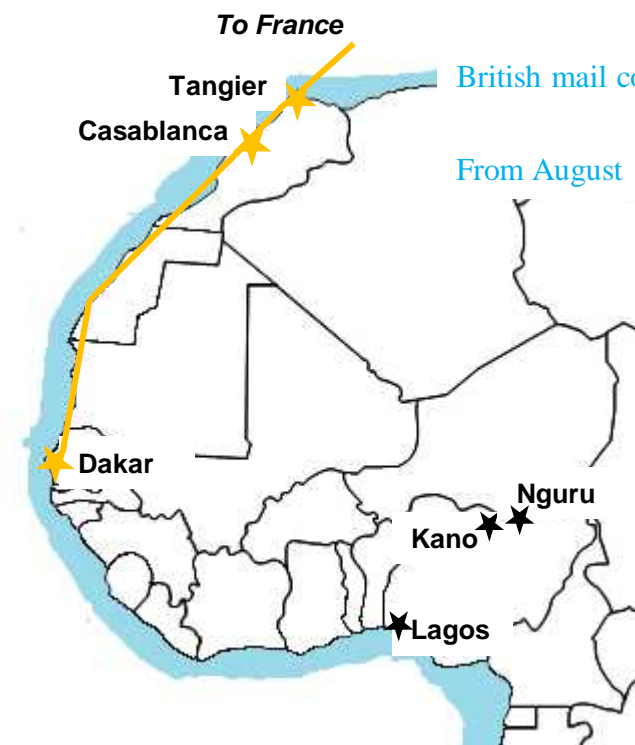 To France
Tangier
British mail co
Casablanca
From August
Dakar
Nguru
Kano
Lagos